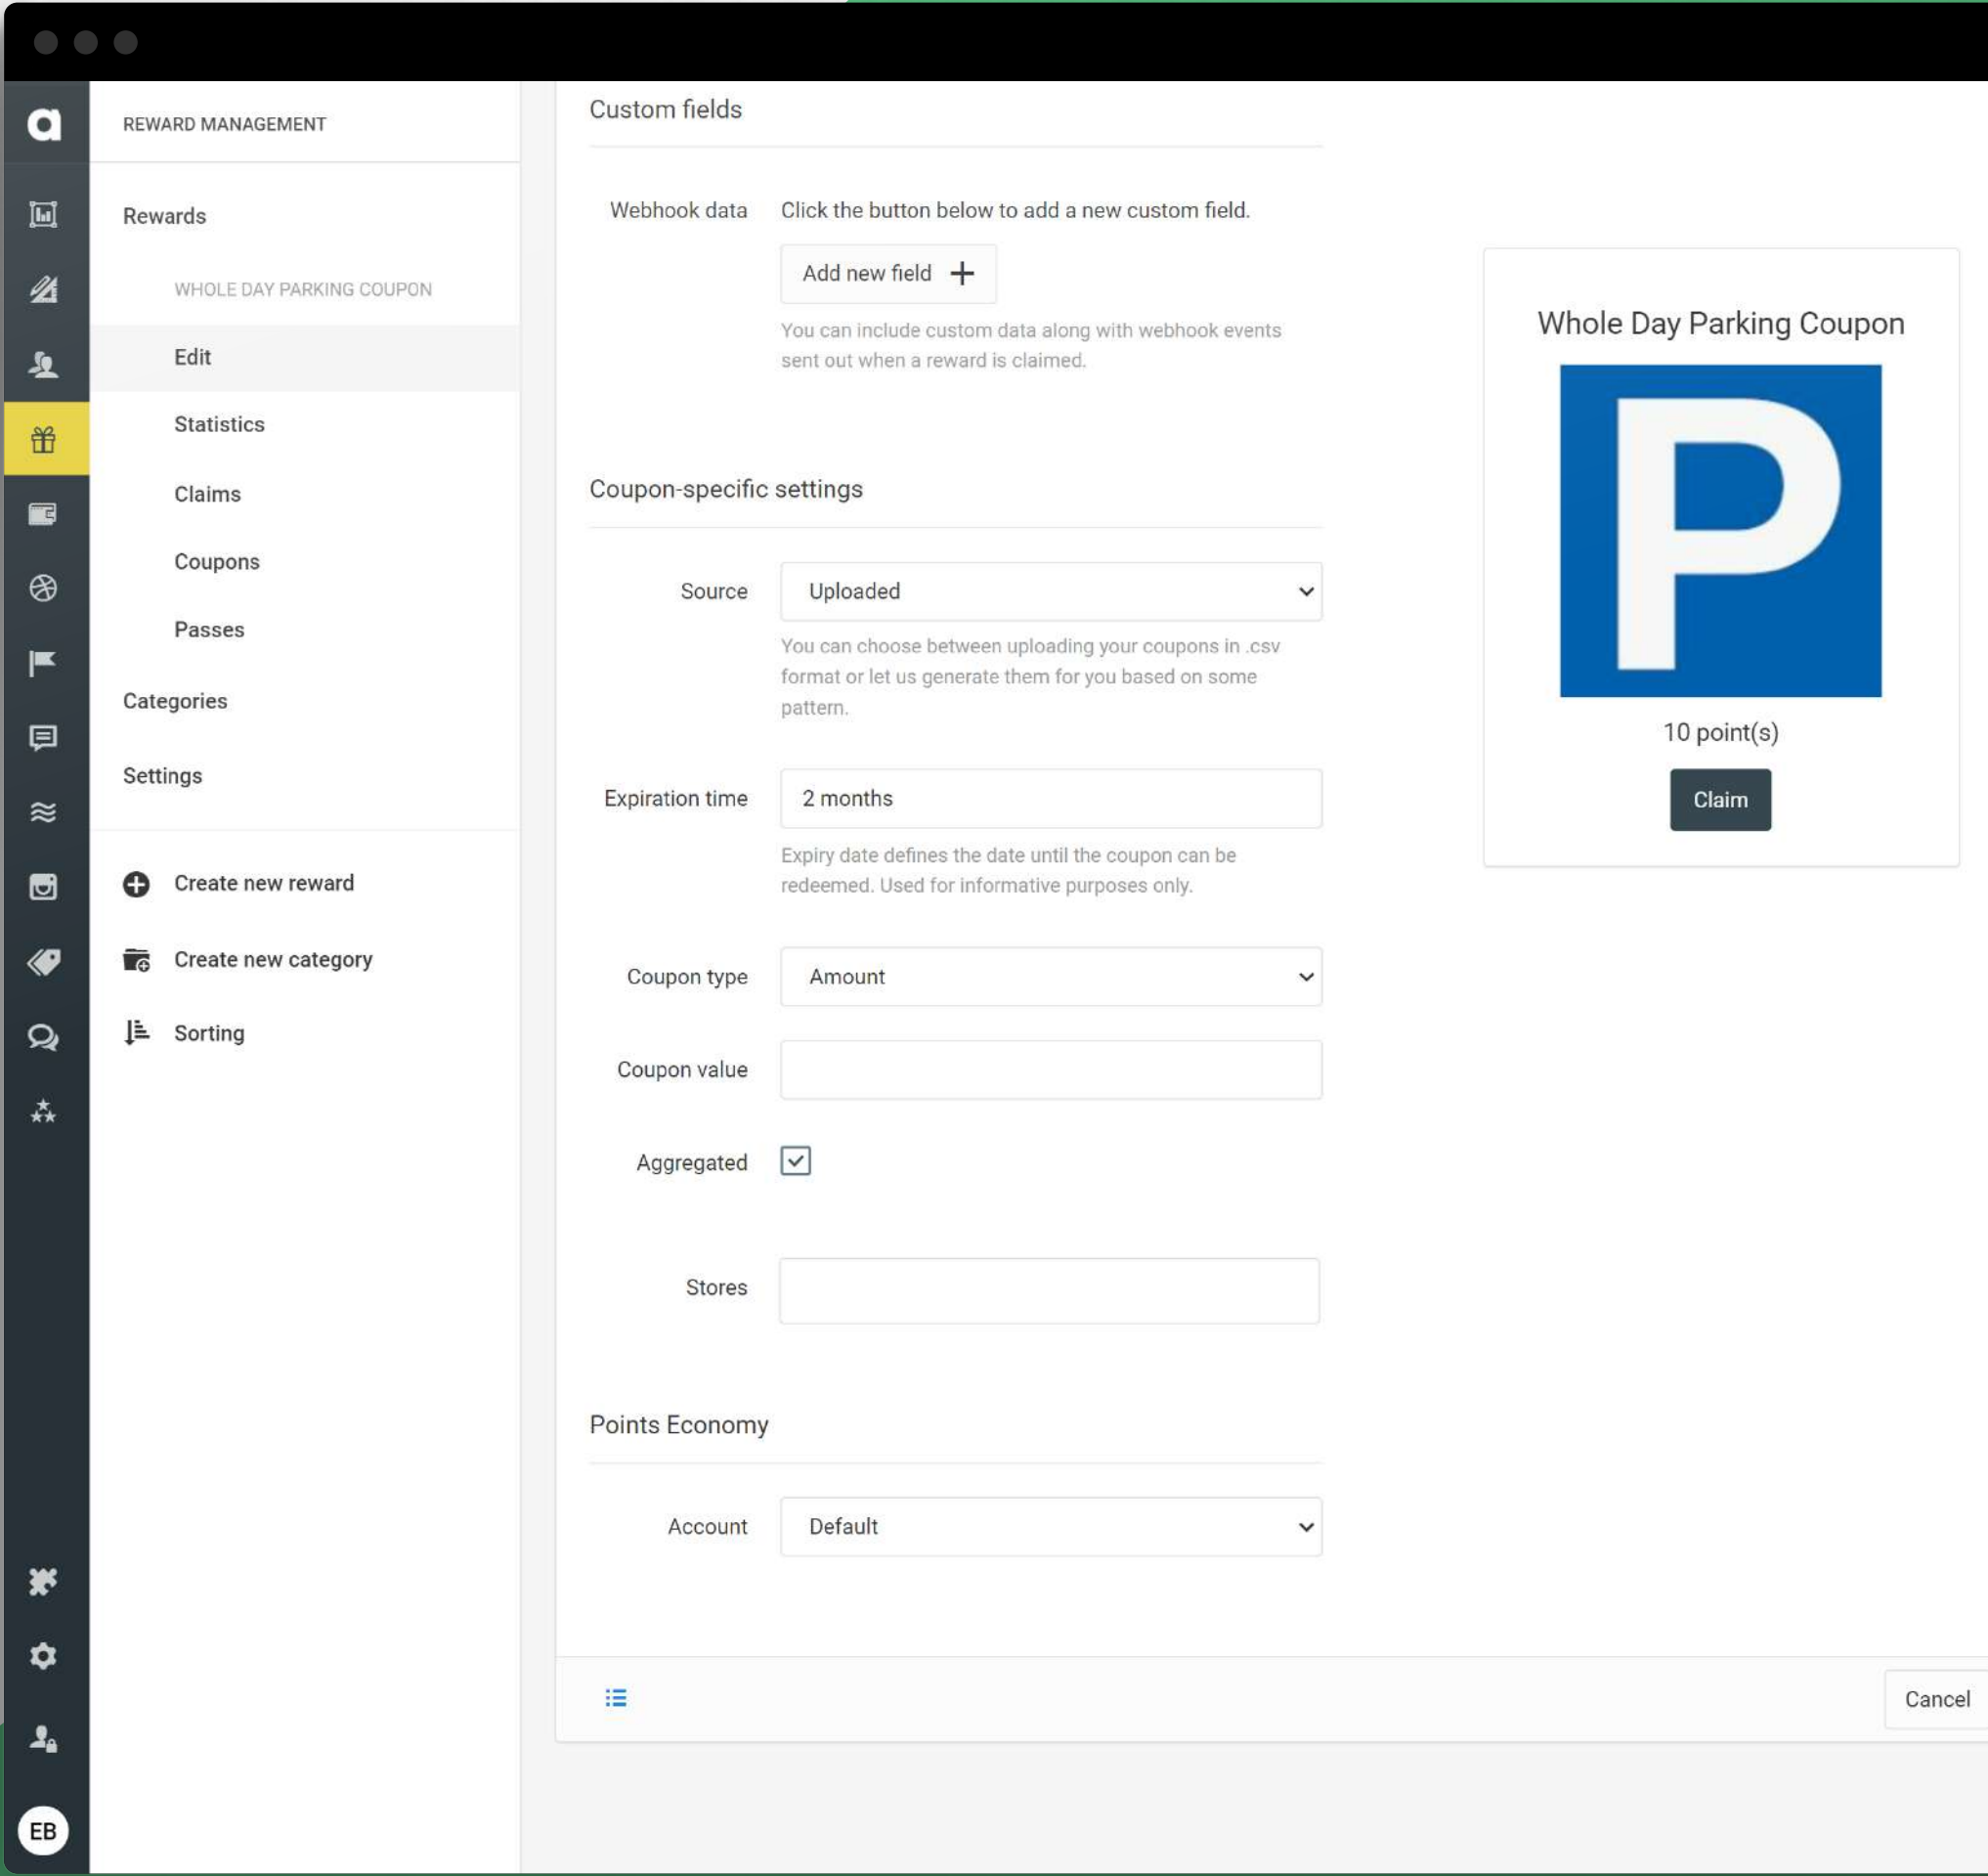 a
REWARD MANAGEMENT
Rewards
WHOLE DAY PARKING COUPON
Edit
Statistics
Claims
Coupons
Passes
Categories
Settings
Create new reward
Create new category
Sorting
EB
Custom fields
Webhook data
Click the button below to add a new custom field.
Add new field +
You can include custom data along with webhook events
sent out when a reward is claimed.
Coupon-specific settings
Source
Uploaded
You can choose between uploading your coupons in .csv
format or let us generate them for you based on some
pattern.
Expiration time
2 months
Expiry date defines the date until the coupon can be
redeemed. Used for informative purposes only.
Coupon type
Amount
Coupon value
Aggregated
Stores
Points Economy
Account
Default
Cancel
Whole Day Parking Coupon
P
10 point(s)
Claim